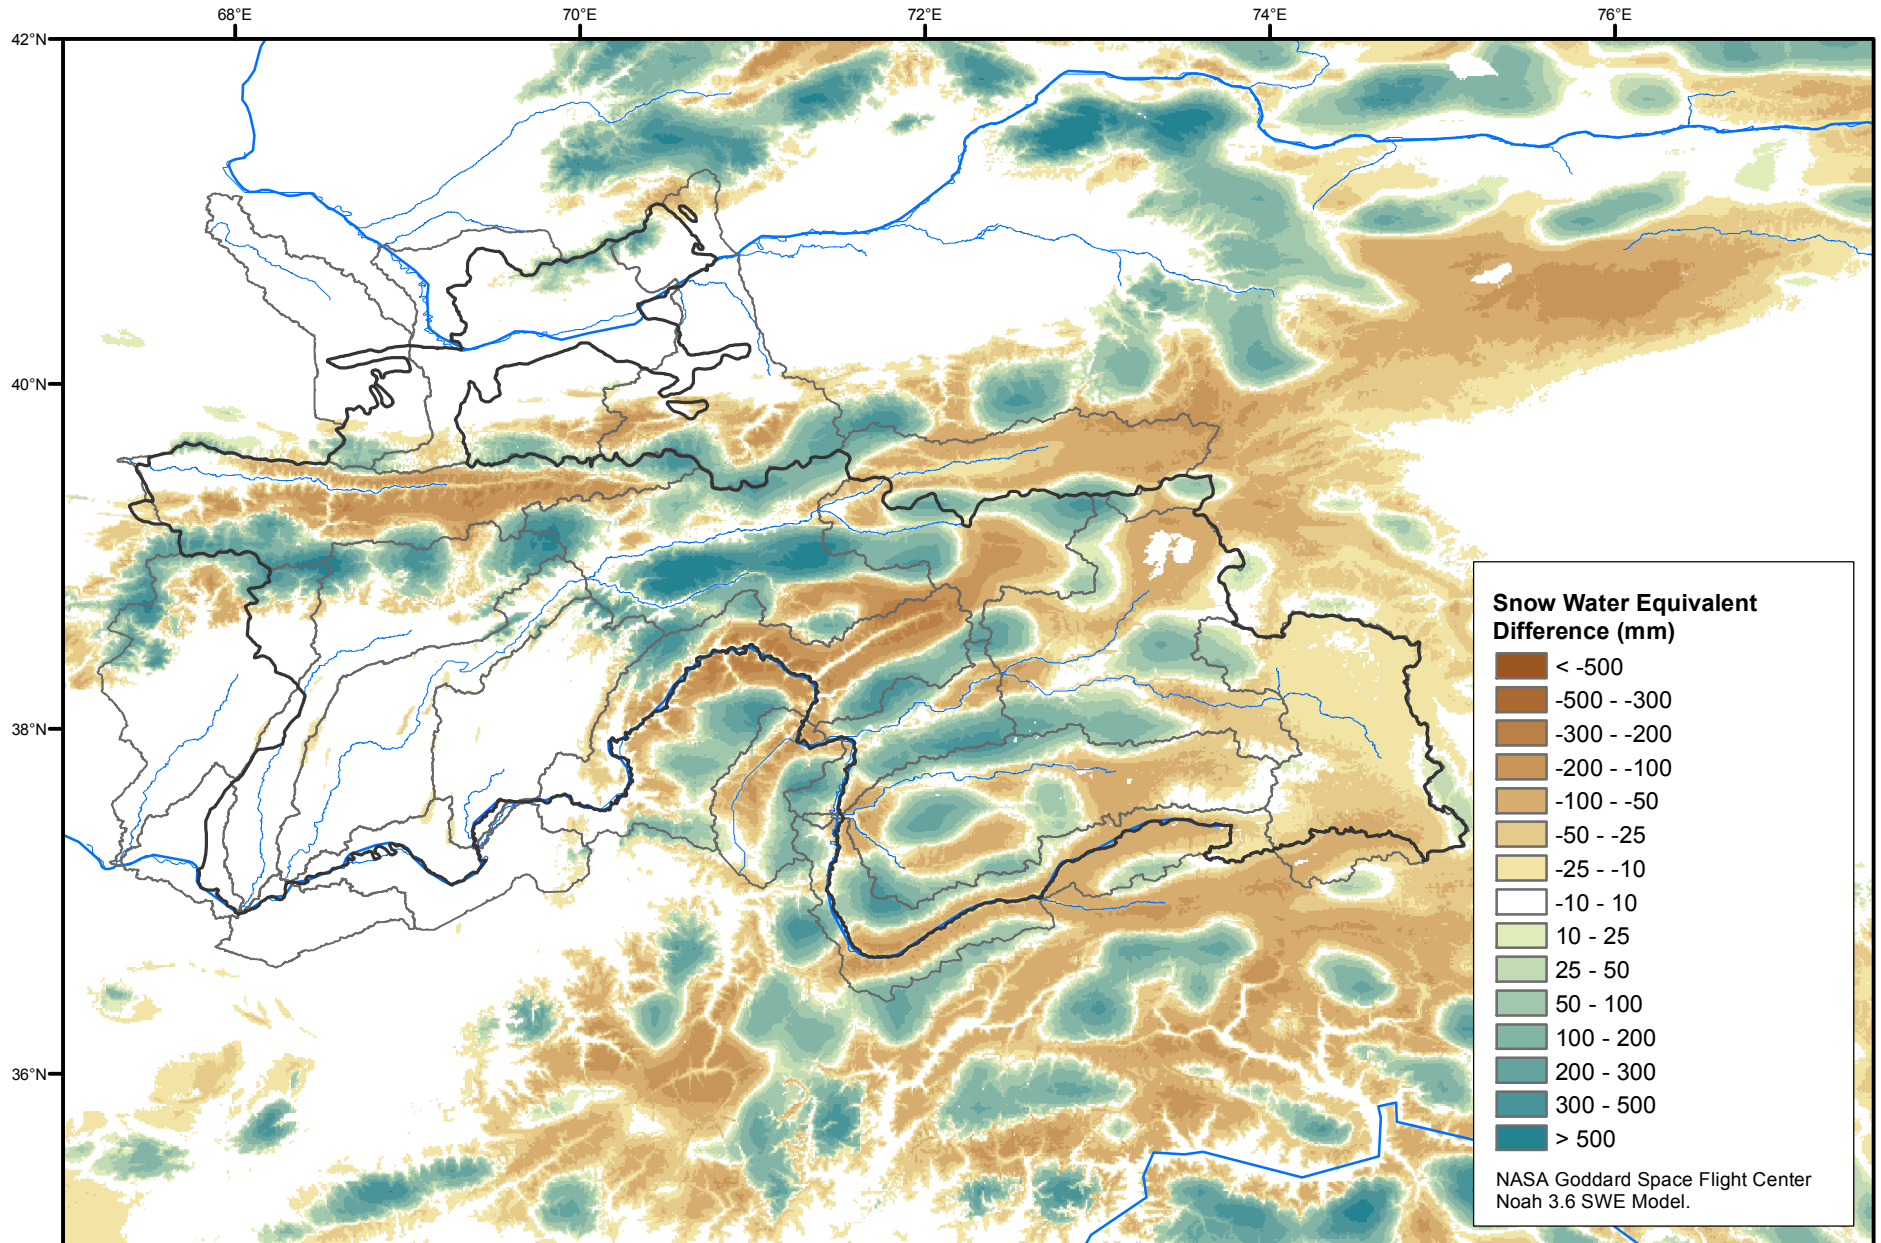 68°E
70°E
72°E
74°E
76°E
42°N
40°N
38°N
36°N
Snow Water Equivalent
Difference (mm)
< -500
-500 - -300
-300 - -200
-200 - -100
-100 - -50
-50 - -25
-25 - -10
-10 - 10
10 - 25
25 - 50
50 - 100
100 - 200
200 - 300
300 - 500
> 500
NASA Goddard Space Flight Center
Noah 3.6 SWE Model.